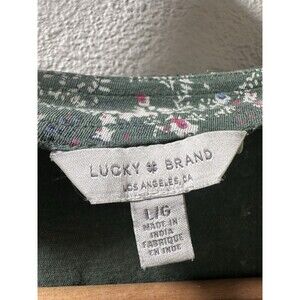 LUCKY BRAND
LOS ANGELES, CA
L/G
MADE IN
INDIA
FABRIQUÉ
EN INDE